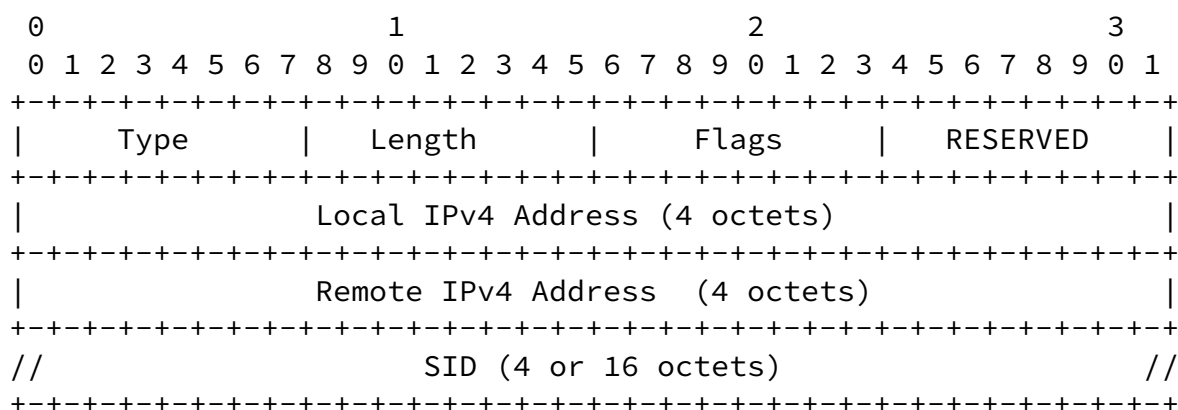 0                   1                   2                   3
 0 1 2 3 4 5 6 7 8 9 0 1 2 3 4 5 6 7 8 9 0 1 2 3 4 5 6 7 8 9 0 1
+-+-+-+-+-+-+-+-+-+-+-+-+-+-+-+-+-+-+-+-+-+-+-+-+-+-+-+-+-+-+-+-+
|     Type      |   Length      |     Flags     |   RESERVED    |
+-+-+-+-+-+-+-+-+-+-+-+-+-+-+-+-+-+-+-+-+-+-+-+-+-+-+-+-+-+-+-+-+
|                Local IPv4 Address (4 octets)                  |
+-+-+-+-+-+-+-+-+-+-+-+-+-+-+-+-+-+-+-+-+-+-+-+-+-+-+-+-+-+-+-+-+
|                Remote IPv4 Address  (4 octets)                |
+-+-+-+-+-+-+-+-+-+-+-+-+-+-+-+-+-+-+-+-+-+-+-+-+-+-+-+-+-+-+-+-+
//                     SID (4 or 16 octets)                    //
+-+-+-+-+-+-+-+-+-+-+-+-+-+-+-+-+-+-+-+-+-+-+-+-+-+-+-+-+-+-+-+-+